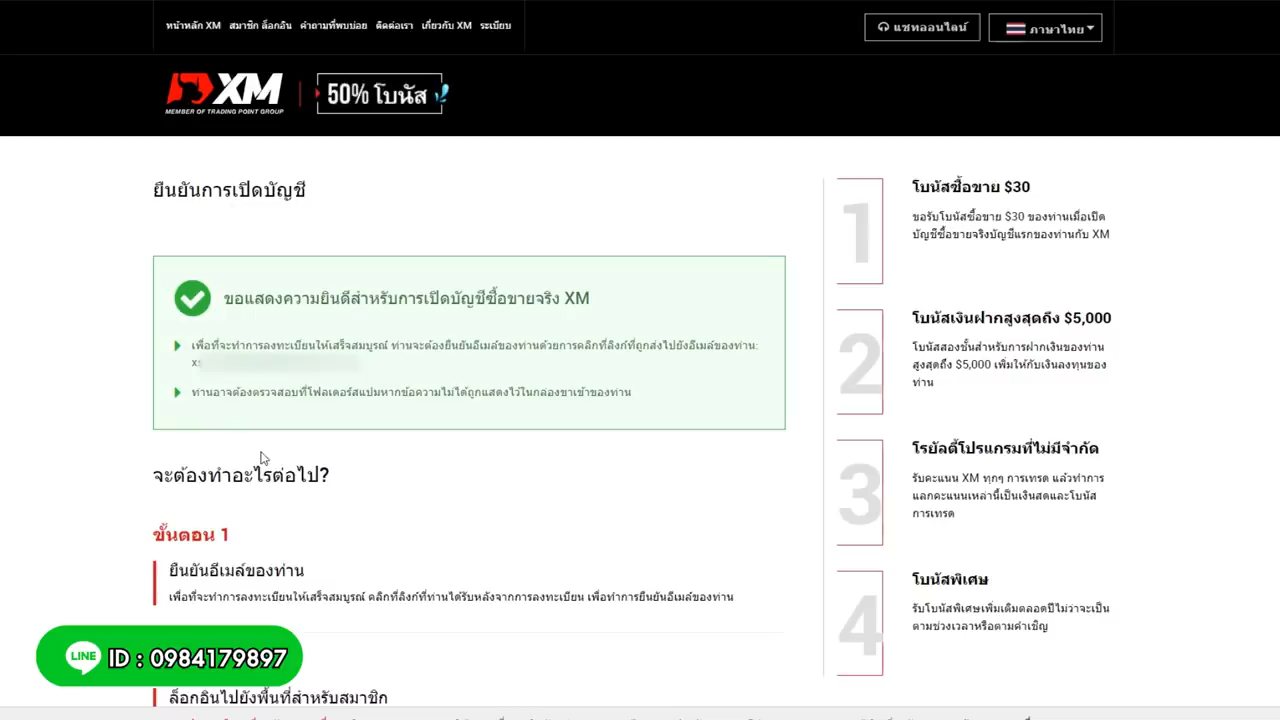 หน้าหลัก XM สมาชิก ล็อกอิน คำถามที่พบบ่อย ติดต่อเรา เกี่ยวกับ XM ระเบียบ
แชทออนไลน์ ภาษาไทย
XM
MEMBER OF TRADING POINT GROUP
50% โบนัส
ยืนยันการเปิดบัญชี
ขอแสดงความยินดีสำหรับการเปิดบัญชีซื้อขายจริง XM
เพื่อที่จะทำการลงทะเบียนให้เสร็จสมบูรณ์ ท่านจะต้องยืนยันอีเมล์ของท่านด้วยการคลิกที่ลิงก์ที่ถูกส่งไปยังอีเมล์ของท่าน:
ท่านอาจต้องตรวจสอบที่โฟลเดอร์สแปมหากข้อความไม่ได้ถูกแสดงไว้ในกล่องขาเข้าของท่าน
จะต้องทำอะไรต่อไป?
ขั้นตอน 1
ยืนยันอีเมล์ของท่าน
เพื่อที่จะทำการลงทะเบียนให้เสร็จสมบูรณ์ คลิกที่ลิงก์ที่ท่านได้รับหลังจากการลงทะเบียน เพื่อทำการยืนยันอีเมล์ของท่าน
LINE ID : 0984179897
ล็อกอินไปยังพื้นที่สำหรับสมาชิก
1
โบนัสซื้อขาย $30
ขอรับโบนัสซื้อขาย $30 ของท่านเมื่อเปิด
บัญชีซื้อขายจริงบัญชีแรกของท่านกับ XM
2
โบนัสเงินฝากสูงสุดถึง $5,000
โบนัสสองขั้นสำหรับการฝากเงินของท่าน
สูงสุดถึง $5,000 เพิ่มให้กับเงินลงทุนของ
ท่าน
3
โรยัลตี้โปรแกรมที่ไม่มีจำกัด
รับคะแนน XM ทุกๆ การเทรด แล้วทำการ
แลกคะแนนเหล่านี้เป็นเงินสดและโบนัส
การเทรด
4
โบนัสพิเศษ
รับโบนัสพิเศษเพิ่มเติมตลอดปีไม่ว่าจะเป็น
ตามช่วงเวลาหรือตามคำเชิญ